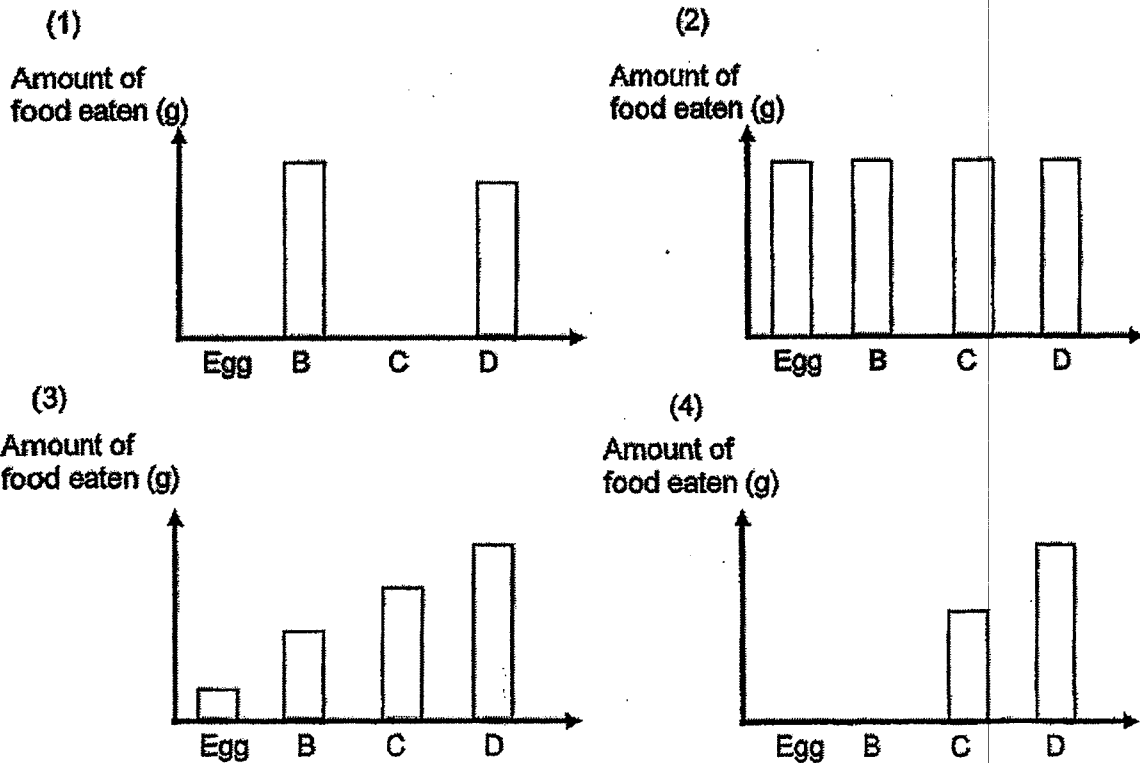 (1)
Amount of
food eaten (g)
Egg B C D
(2)
Amount of
food eaten (g)
Egg B C D
(3)
Amount of
food eaten (g)
Egg B C D
(4)
Amount of
food eaten (g)
Egg B C D